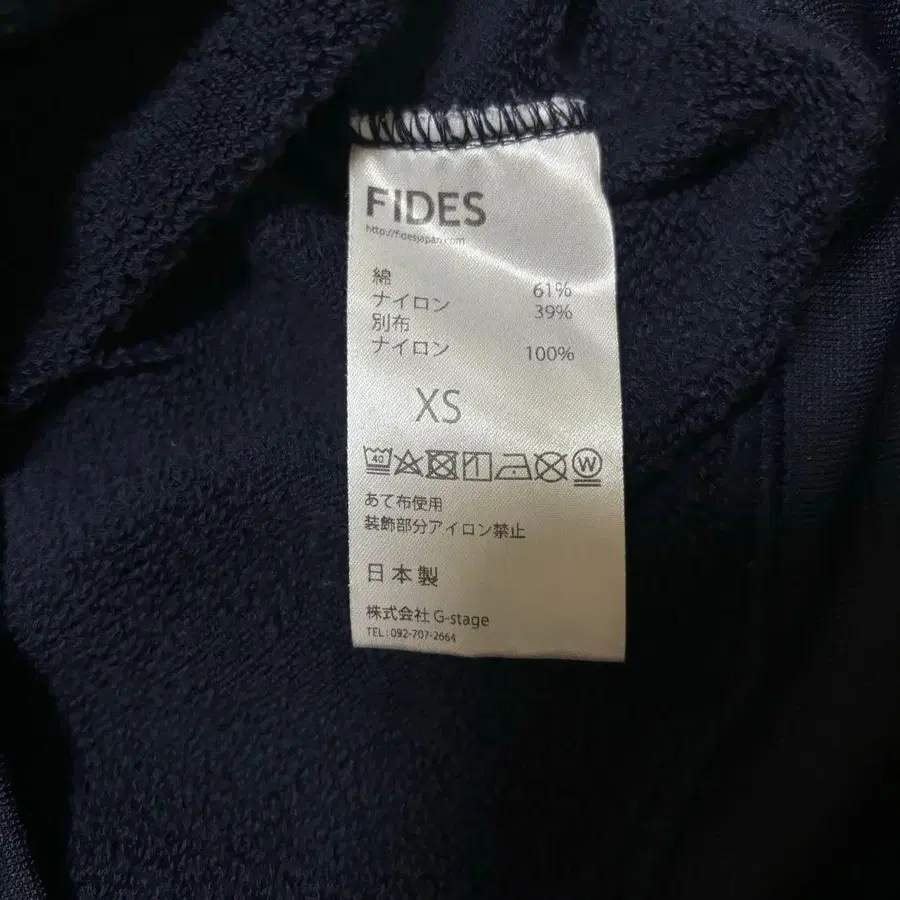 FIDES
http://fidesjapan.com
綿 61%
ナイロン 39%
別布
ナイロン 100%
XS
40 W
あて布使用
装飾部分アイロン禁止
日本製
株式会社 G-stage
TEL:092-707-2664